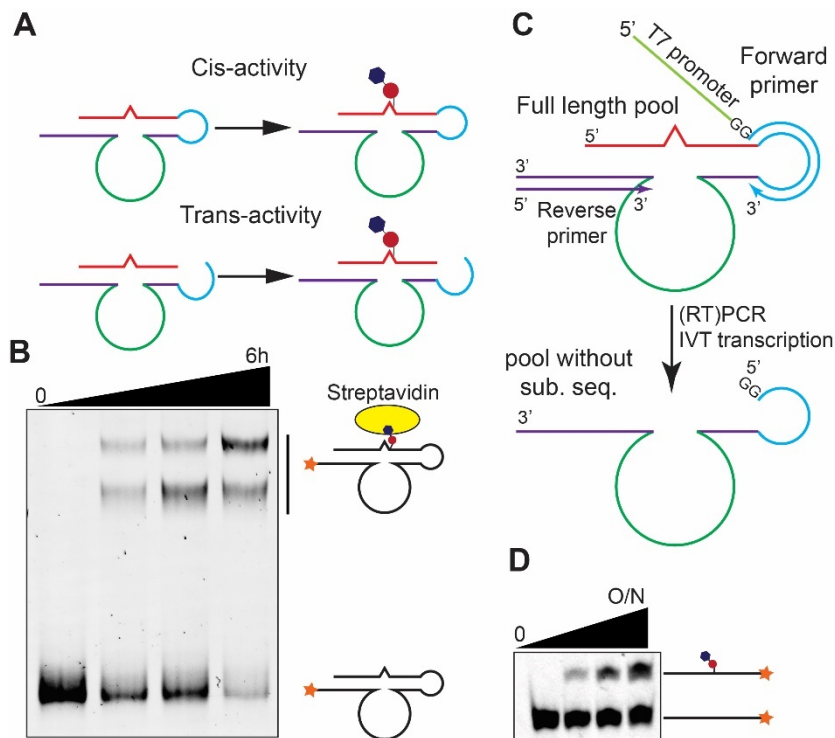 A
Cis-activity
Trans-activity
B
0
6h
Streptavidin
C
5’
T7 promoter
GG
Forward
primer
Full length pool
5’
3’
5’
3’
3’
Reverse
primer
(RT)PCR
IVT transcription
pool without
sub. seq.
5’
GG
3’
D
0
O/N